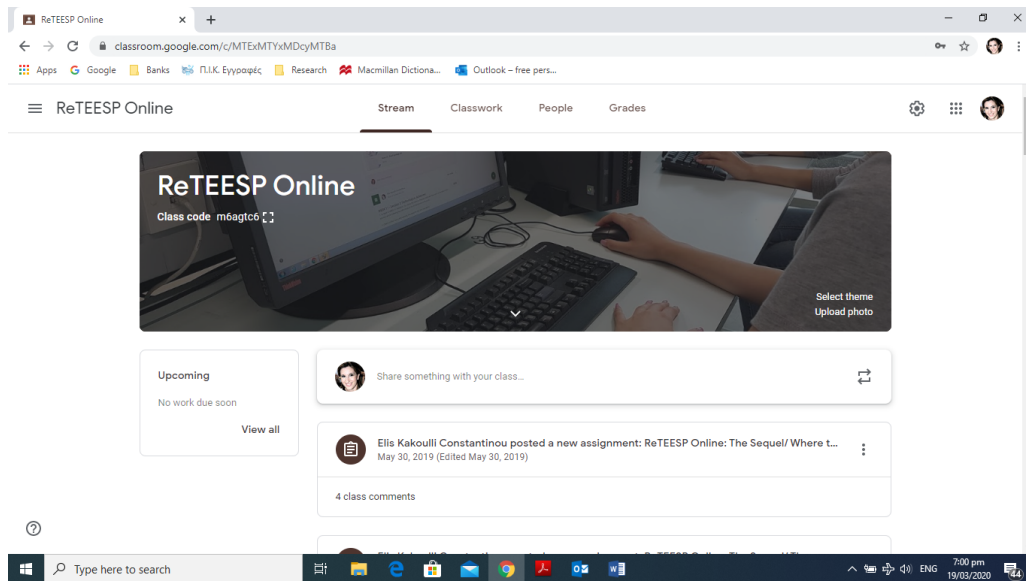 ReTEESP Online
classroom.google.com/c/MTExMTYxMDcyMTBa
Apps Google Banks Π.Ι.Κ. Εγγραφές Research Macmillan Dictiona... Outlook – free pers...
ReTEESP Online Stream Classwork People Grades
ReTEESP Online
Class code m6agtc6
Select theme
Upload photo
Upcoming
No work due soon
View all
Share something with your class...
Elis Kakoulli Constantinou posted a new assignment: ReTEESP Online: The Sequel/ Where t...
May 30, 2019 (Edited May 30, 2019)
4 class comments
Type here to search
ENG
7:00 pm
19/03/2020
44